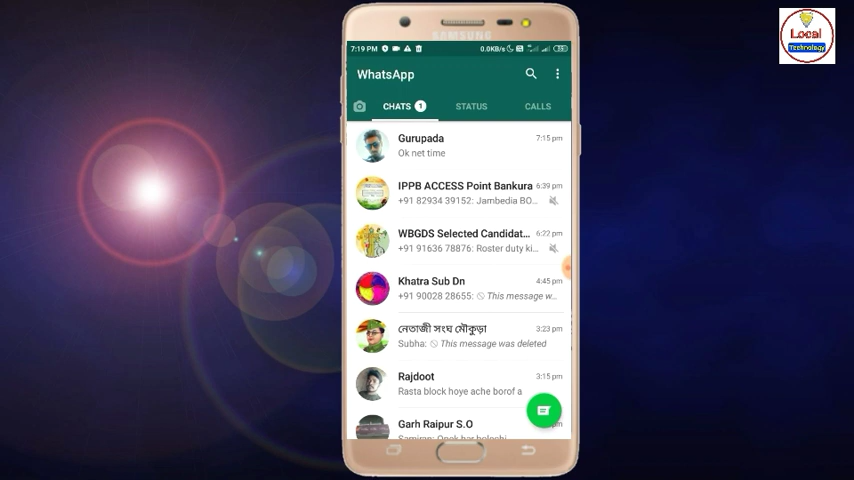 SAMSUNG
7:19 PM
0.0KB/s
WhatsApp
CHATS 1 STATUS CALLS
Gurupada 7:15 pm
Ok net time
IPPB ACCESS Point Bankura 6:39 pm
+91 82934 39152: Jambedia BO...
WBGDS Selected Candidat... 6:22 pm
+91 91636 78876: Roster duty ki...
Khatra Sub Dn 4:45 pm
+91 90028 28655: This message w...
নেতাজী সংঘ মৌকুড়া 3:23 pm
Subha: This message was deleted
Rajdoot 3:15 pm
Rasta block hoye ache borof a
Garh Raipur S.O
Local
Technology